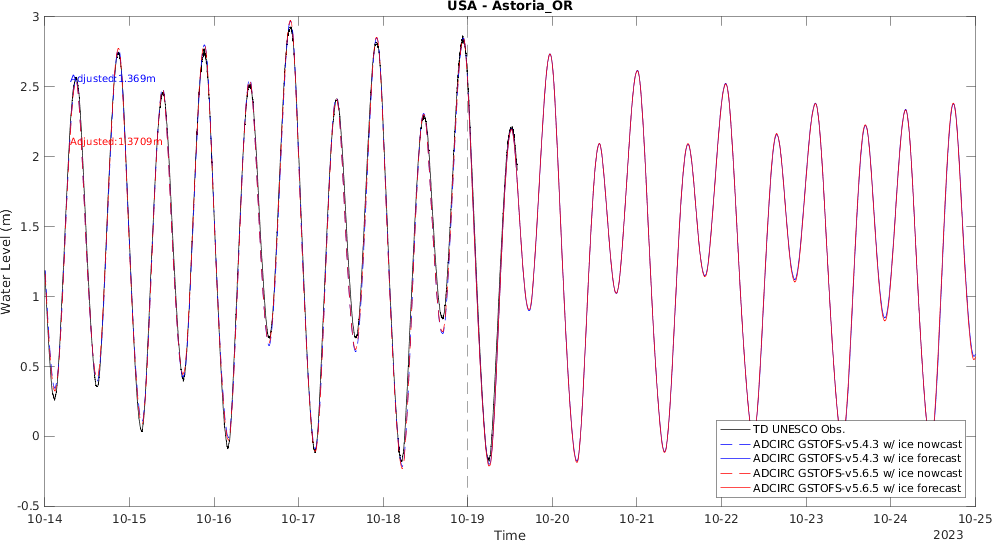 USA - Astoria_OR
3
2.5
2
1.5
1
0.5
0
-0.5
Water Level (m)
Adjusted:1.369m
Adjusted:1.3709m
TD UNESCO Obs.
ADCIRC GSTOFS-v5.4.3 w/ ice nowcast
ADCIRC GSTOFS-v5.4.3 w/ ice forecast
ADCIRC GSTOFS-v5.6.5 w/ ice nowcast
ADCIRC GSTOFS-v5.6.5 w/ ice forecast
10-14 10-15 10-16 10-17 10-18 10-19 10-20 10-21 10-22 10-23 10-24 10-25
Time
2023